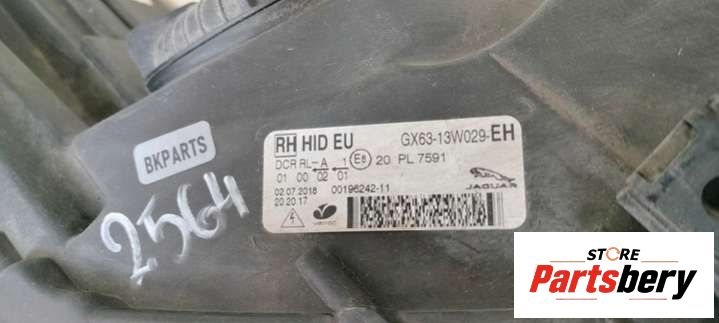 BKPARTS
2564
RH HID EU GX63-13W029-EH
DCR RL-A 1 E8 20 PL 7591
01 00 02 01
02.07.2016 00196242-11
20.20.17
JAGUAR
STORE
Partsbery